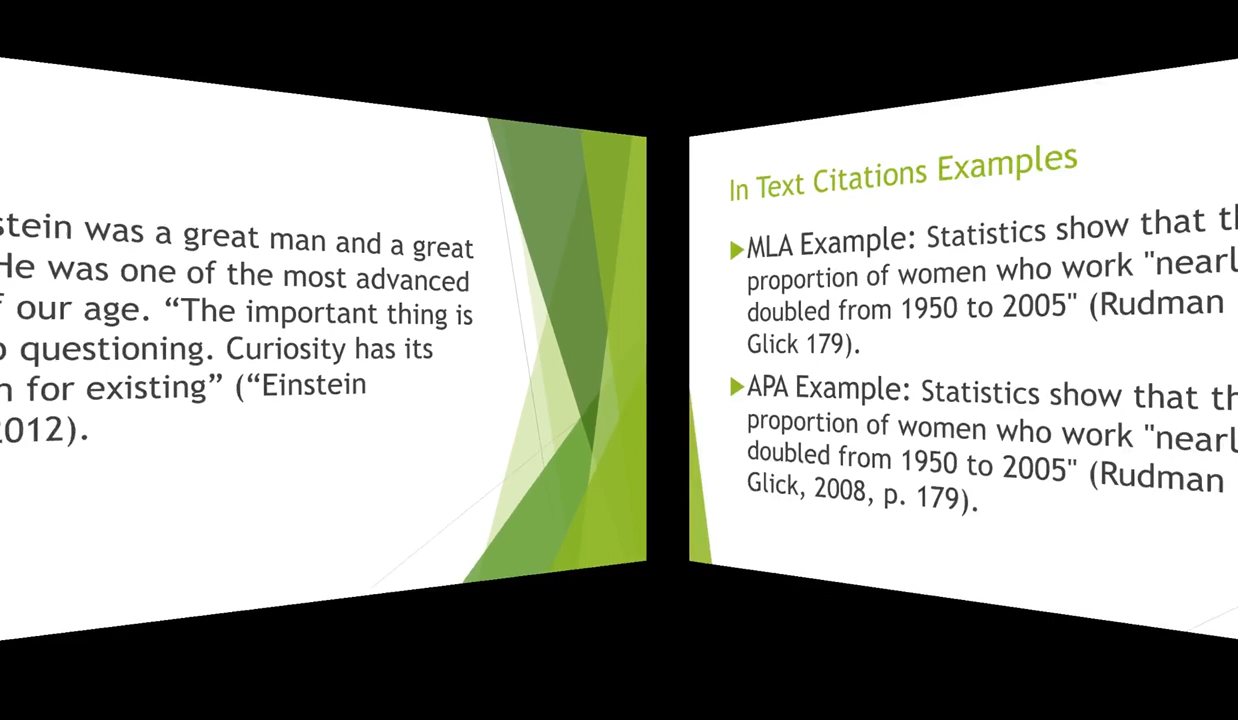 was a great man and a great
He was one of the most advanced
our age. “The important thing is
questioning. Curiosity has its
for existing” (“Einstein
2012).
In Text Citations Examples
MLA Example: Statistics show that
proportion of women who work "nearl
doubled from 1950 to 2005" (Rudman
Glick 179).
APA Example: Statistics show that
proportion of women who work "nearl
doubled from 1950 to 2005" (Rudman
Glick, 2008, p. 179).